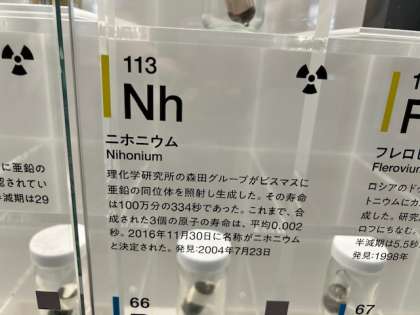 113
Nh
ニホニウム
Nihonium
理化学研究所の森田グループがビスマスに
亜鉛の同位体を照射し生成した。その寿命
は100万分の334秒であった。これまで、合
成された3個の原子の寿命は、平均0.002
秒。2016年11月30日に名称がニホニウム
と決定された。発見:2004年7月23日
に亜鉛の
認されてい
半減期は29
1
F
フレロビ
Flerovium
ロシアのド
トニウムにカ
成した。研究
ロフにちなむ。
半減期は5.5秒
発見:1998年
66
67